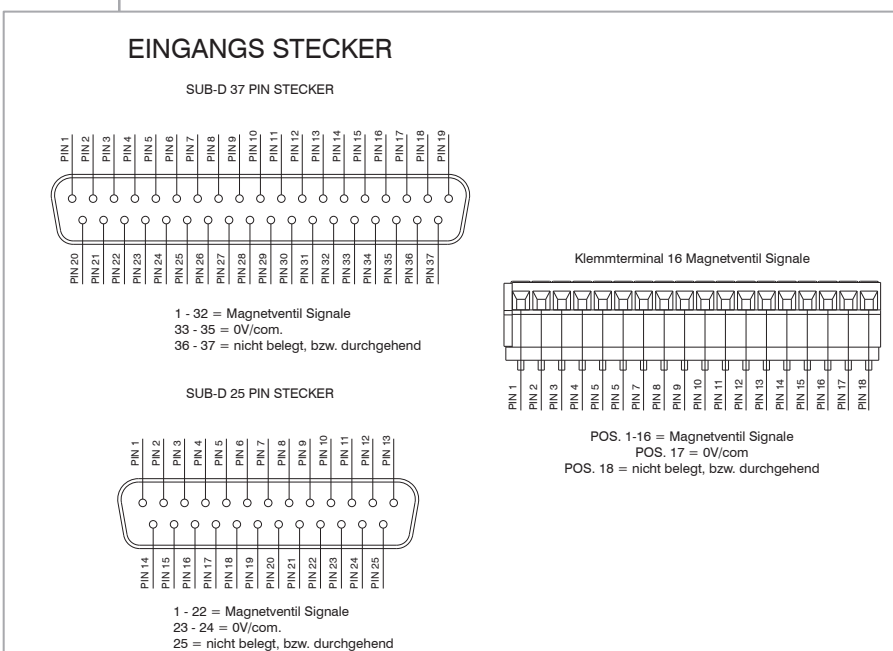 EINGANGS STECKER
SUB-D 37 PIN STECKER
PIN 1 PIN 2 PIN 3 PIN 4 PIN 5 PIN 6 PIN 7 PIN 8 PIN 9 PIN 10 PIN 11 PIN 12 PIN 13 PIN 14 PIN 15 PIN 16 PIN 17 PIN 18 PIN 19
PIN 20 PIN 21 PIN 22 PIN 23 PIN 24 PIN 25 PIN 26 PIN 27 PIN 28 PIN 29 PIN 30 PIN 31 PIN 32 PIN 33 PIN 34 PIN 35 PIN 36 PIN 37
1 - 32 = Magnetventil Signale
33 - 35 = 0V/com.
36 - 37 = nicht belegt, bzw. durchgehend
SUB-D 25 PIN STECKER
PIN 1 PIN 2 PIN 3 PIN 4 PIN 5 PIN 6 PIN 7 PIN 8 PIN 9 PIN 10 PIN 11 PIN 12 PIN 13
PIN 14 PIN 15 PIN 16 PIN 17 PIN 18 PIN 19 PIN 20 PIN 21 PIN 22 PIN 23 PIN 24 PIN 25
1 - 22 = Magnetventil Signale
23 - 24 = 0V/com.
25 = nicht belegt, bzw. durchgehend
Klemmterminal 16 Magnetventil Signale
PIN 1 PIN 2 PIN 3 PIN 4 PIN 5 PIN 5 PIN 7 PIN 8 PIN 9 PIN 10 PIN 11 PIN 12 PIN 13 PIN 14 PIN 15 PIN 16 PIN 17 PIN 18
POS. 1-16 = Magnetventil Signale
POS. 17 = 0V/com
POS. 18 = nicht belegt, bzw. durchgehend